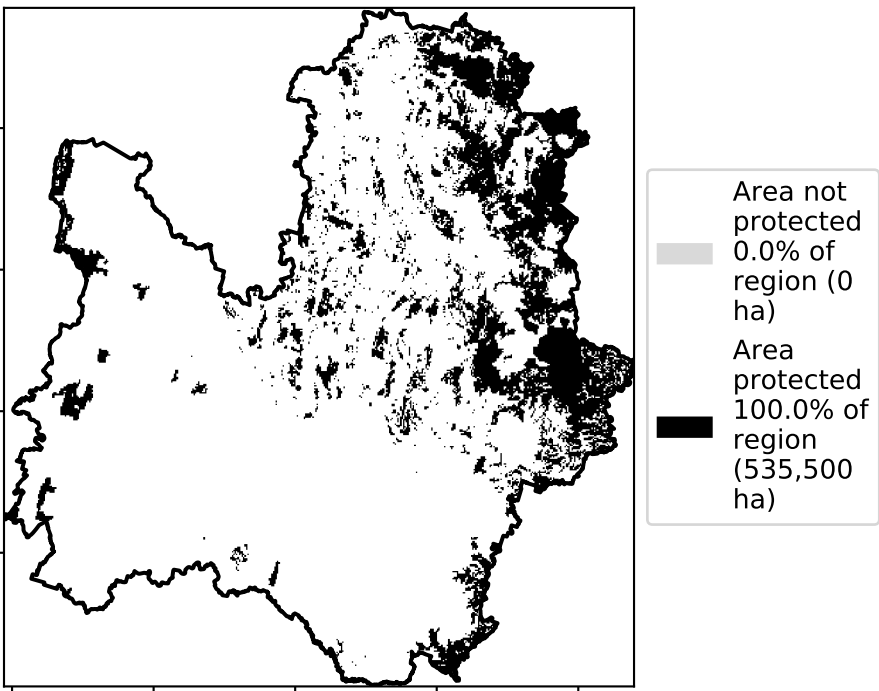 Area not
protected
0.0% of
region (0
ha)
Area
protected
100.0% of
region
(535,500
ha)